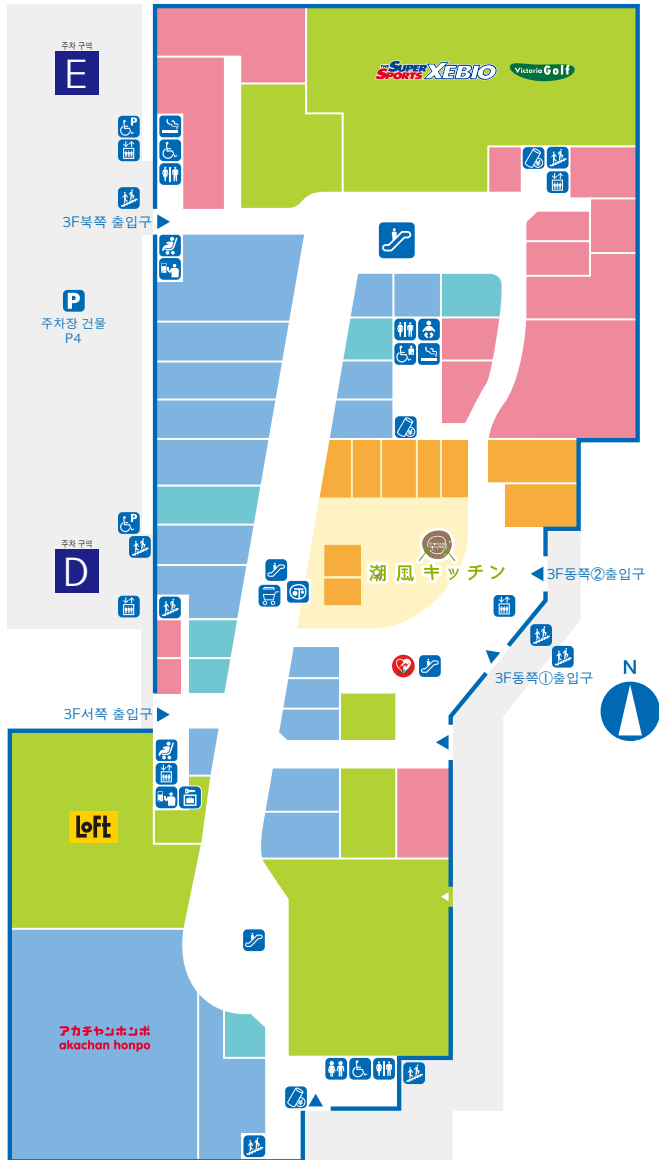 주차 구역
E
THE SUPER SPORTS XEBIO
Victoria Golf
P
3F북쪽 출입구
P
주차장 건물
P4
P
주차 구역
D
潮風キッチン
3F동쪽②출입구
3F동쪽①출입구
N
3F서쪽 출입구
LoFt
アカチャンホンポ
akachan honpo